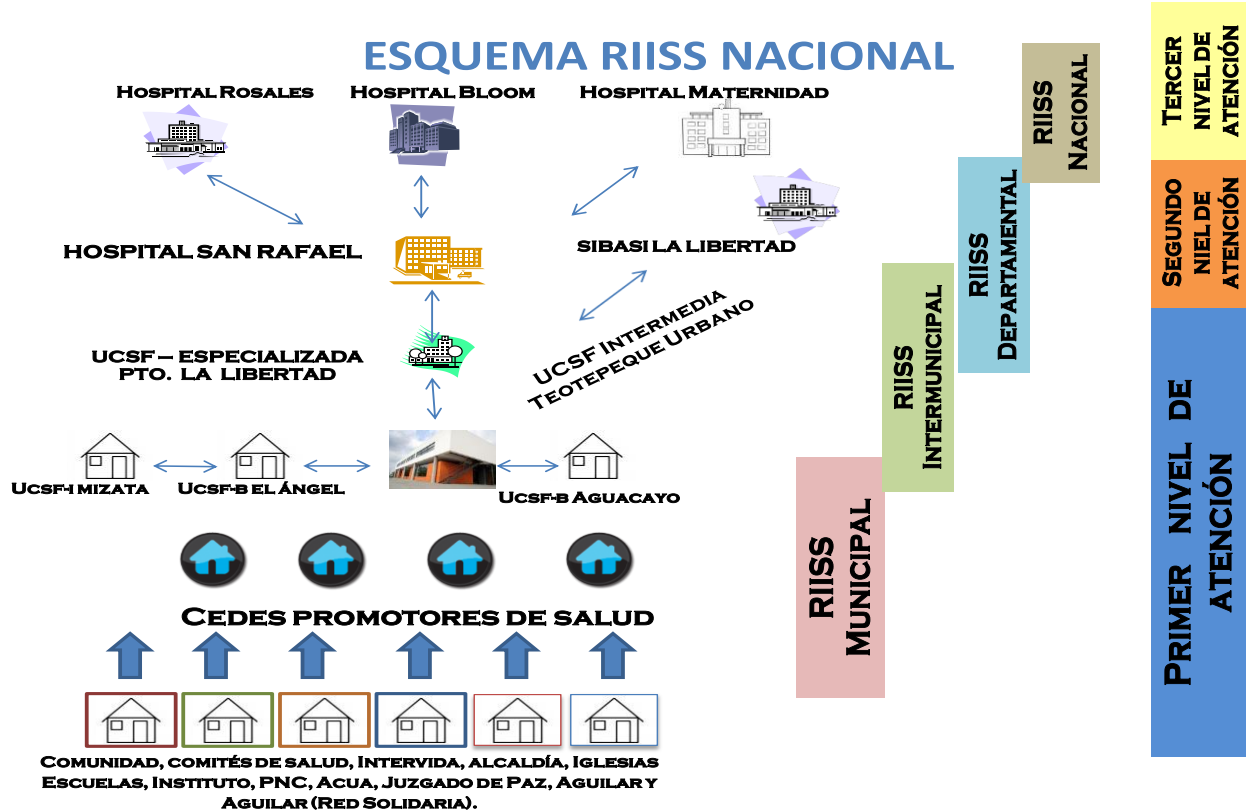 ESQUEMA RIISS NACIONAL
HOSPITAL ROSALES
HOSPITAL BLOOM
HOSPITAL MATERNIDAD
HOSPITAL SAN RAFAEL
SIBASI LA LIBERTAD
UCSF – ESPECIALIZADA
PTO. LA LIBERTAD
UCSF INTERMEDIA
TEOTEPEQUE URBANO
UCSF-I MIZATA
UCSF-B EL ÁNGEL
UCSF-B AGUACAYO
CEDES PROMOTORES DE SALUD
COMUNIDAD, COMITÉS DE SALUD, INTERVIDA, ALCALDÍA, IGLESIAS
ESCUELAS, INSTITUTO, PNC, ACUA, JUZGADO DE PAZ, AGUILAR Y
AGUILAR (RED SOLIDARIA).
RIISS
MUNICIPAL
RIISS
INTERMUNICIPAL
RIISS
DEPARTAMENTAL
RIISS
NACIONAL
TERCER
NIVEL DE
ATENCIÓN
SEGUNDO
NIEL DE
ATENCIÓN
PRIMER NIVEL DE
ATENCIÓN